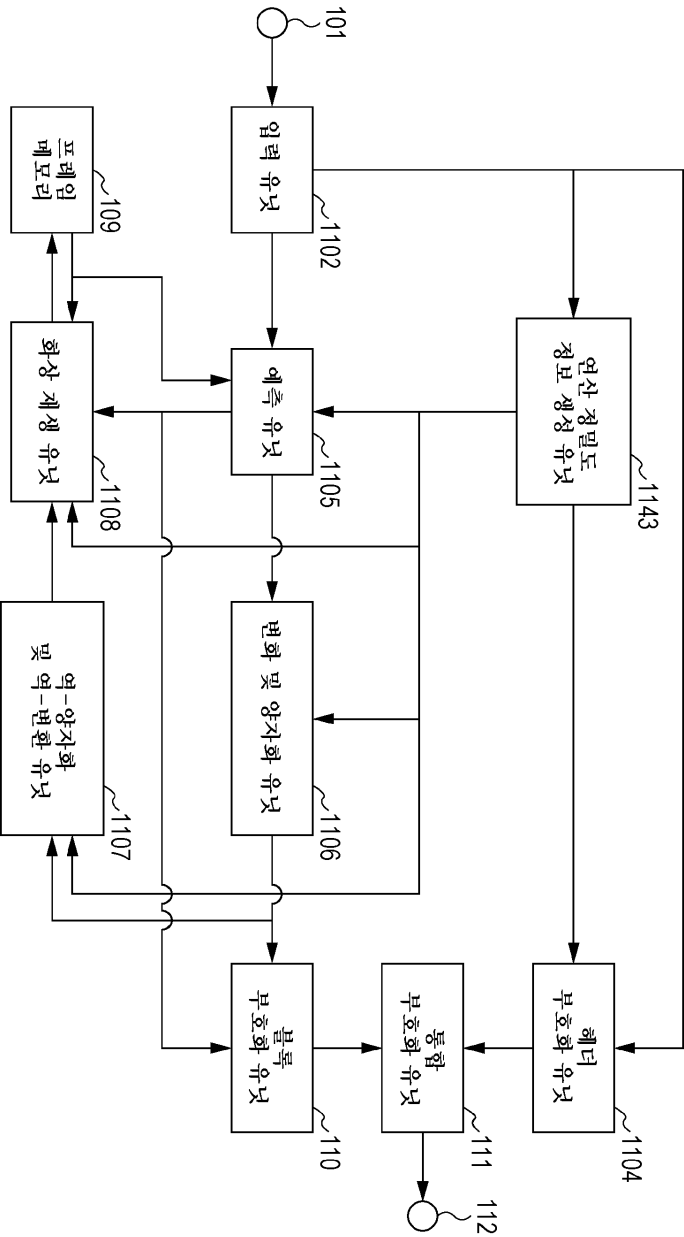 연산 정밀도
정보 생성 유닛
1143
헤더
부호화 유닛
1104
통합
부호화 유닛
111
112
101
입력 유닛
1102
예측 유닛
1105
변화 및 양자화 유닛
1106
블록
부호화 유닛
110
프레임
메모리
109
화상 재생 유닛
1108
역-양자화
및 역-변환 유닛
1107